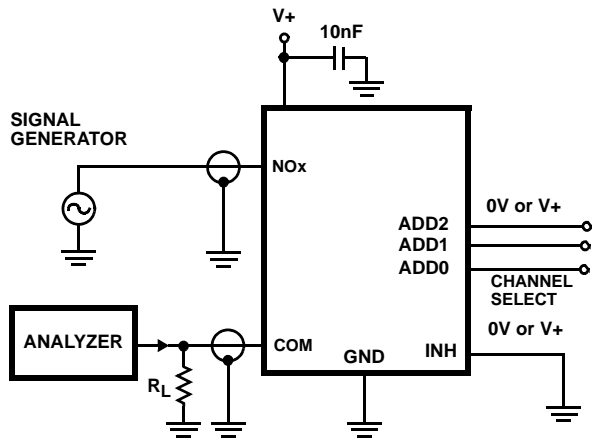 V+
10nF
SIGNAL
GENERATOR
NOx
ADD2
0V or V+
ADD1
ADD0
CHANNEL
SELECT
ANALYZER
COM
0V or V+
GND
INH
RL